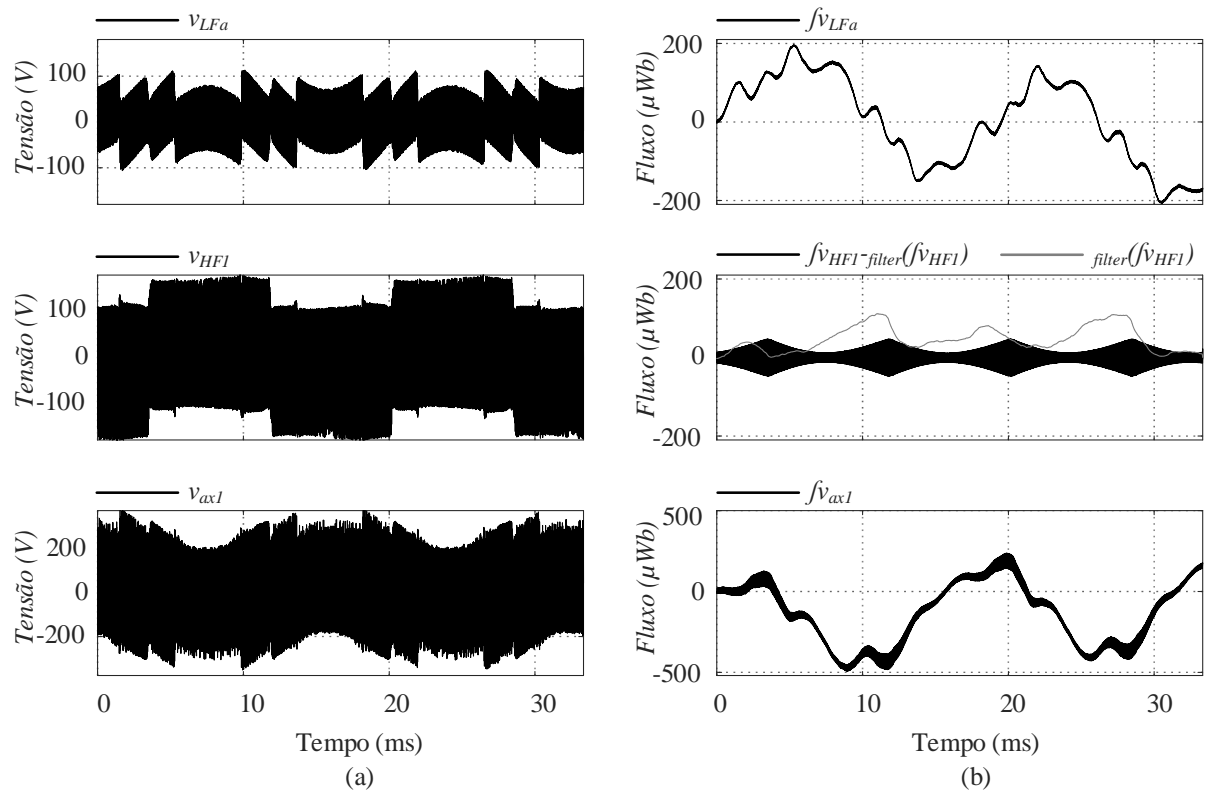 v_LFa
Tensão (V)
100
0
-100
v_HF1
Tensão (V)
100
0
-100
v_ax1
Tensão (V)
200
0
-200
0
10
20
30
Tempo (ms)
(a)
∫v_LFa
Fluxo (µWb)
200
0
-200
∫v_HF1-filter(∫v_HF1)
filter(∫v_HF1)
Fluxo (µWb)
200
0
-200
∫v_ax1
Fluxo (µWb)
500
0
-500
0
10
20
30
Tempo (ms)
(b)